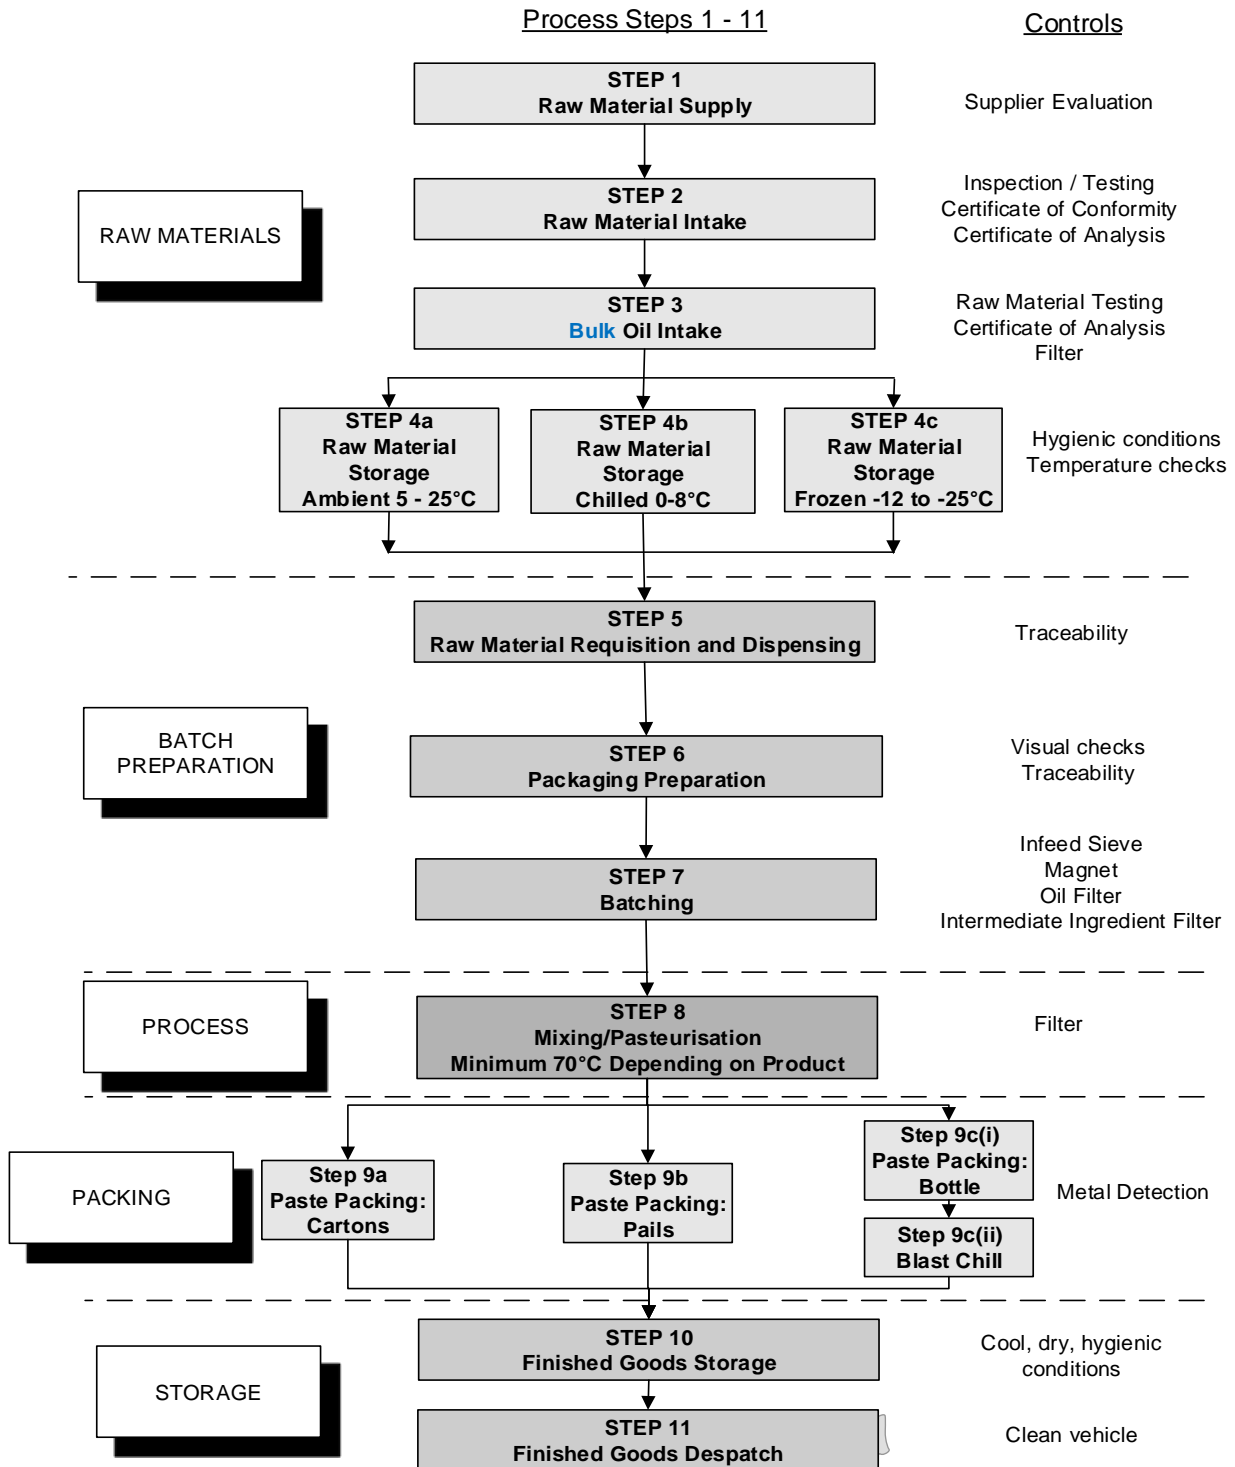 Process Steps 1 - 11
Controls
STEP 1
Raw Material Supply
Supplier Evaluation
RAW MATERIALS
STEP 2
Raw Material Intake
Inspection / Testing
Certificate of Conformity
Certificate of Analysis
STEP 3
Bulk Oil Intake
Raw Material Testing
Certificate of Analysis
Filter
STEP 4a
Raw Material
Storage
Ambient 5 - 25°C
STEP 4b
Raw Material
Storage
Chilled 0-8°C
STEP 4c
Raw Material
Storage
Frozen -12 to -25°C
Hygienic conditions
Temperature checks
STEP 5
Raw Material Requisition and Dispensing
Traceability
BATCH
PREPARATION
STEP 6
Packaging Preparation
Visual checks
Traceability
STEP 7
Batching
Infeed Sieve
Magnet
Oil Filter
Intermediate Ingredient Filter
PROCESS
STEP 8
Mixing/Pasteurisation
Minimum 70°C Depending on Product
Filter
PACKING
Step 9a
Paste Packing:
Cartons
Step 9b
Paste Packing:
Pails
Step 9c(i)
Paste Packing:
Bottle
Step 9c(ii)
Blast Chill
Metal Detection
STORAGE
STEP 10
Finished Goods Storage
Cool, dry, hygienic
conditions
STEP 11
Finished Goods Despatch
Clean vehicle